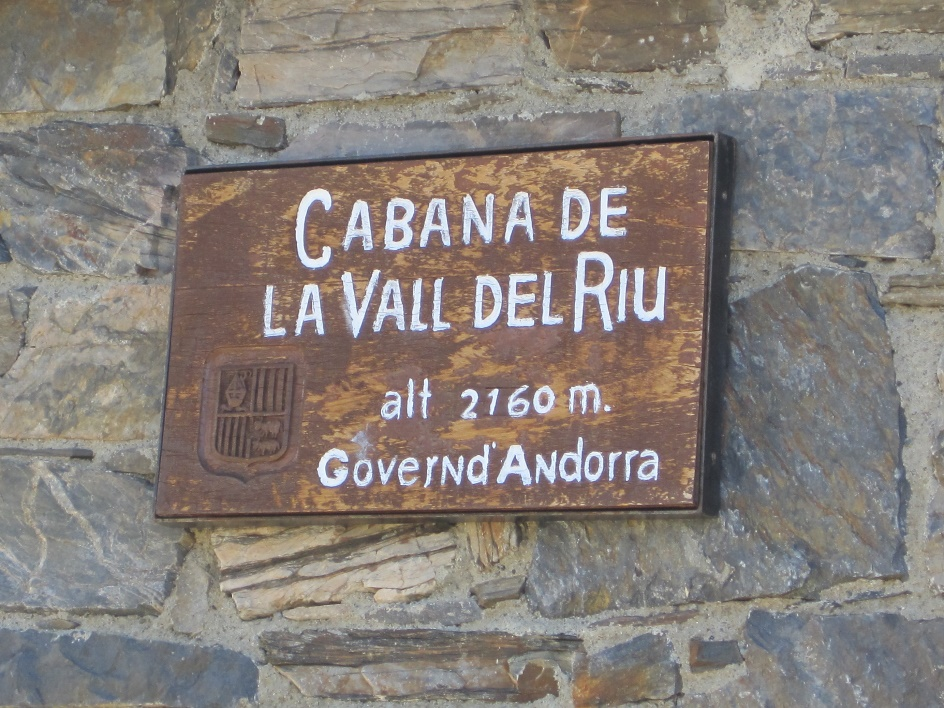 CABANA DE
LA VALL DEL RIU
alt 2160 m.
Govern d'Andorra